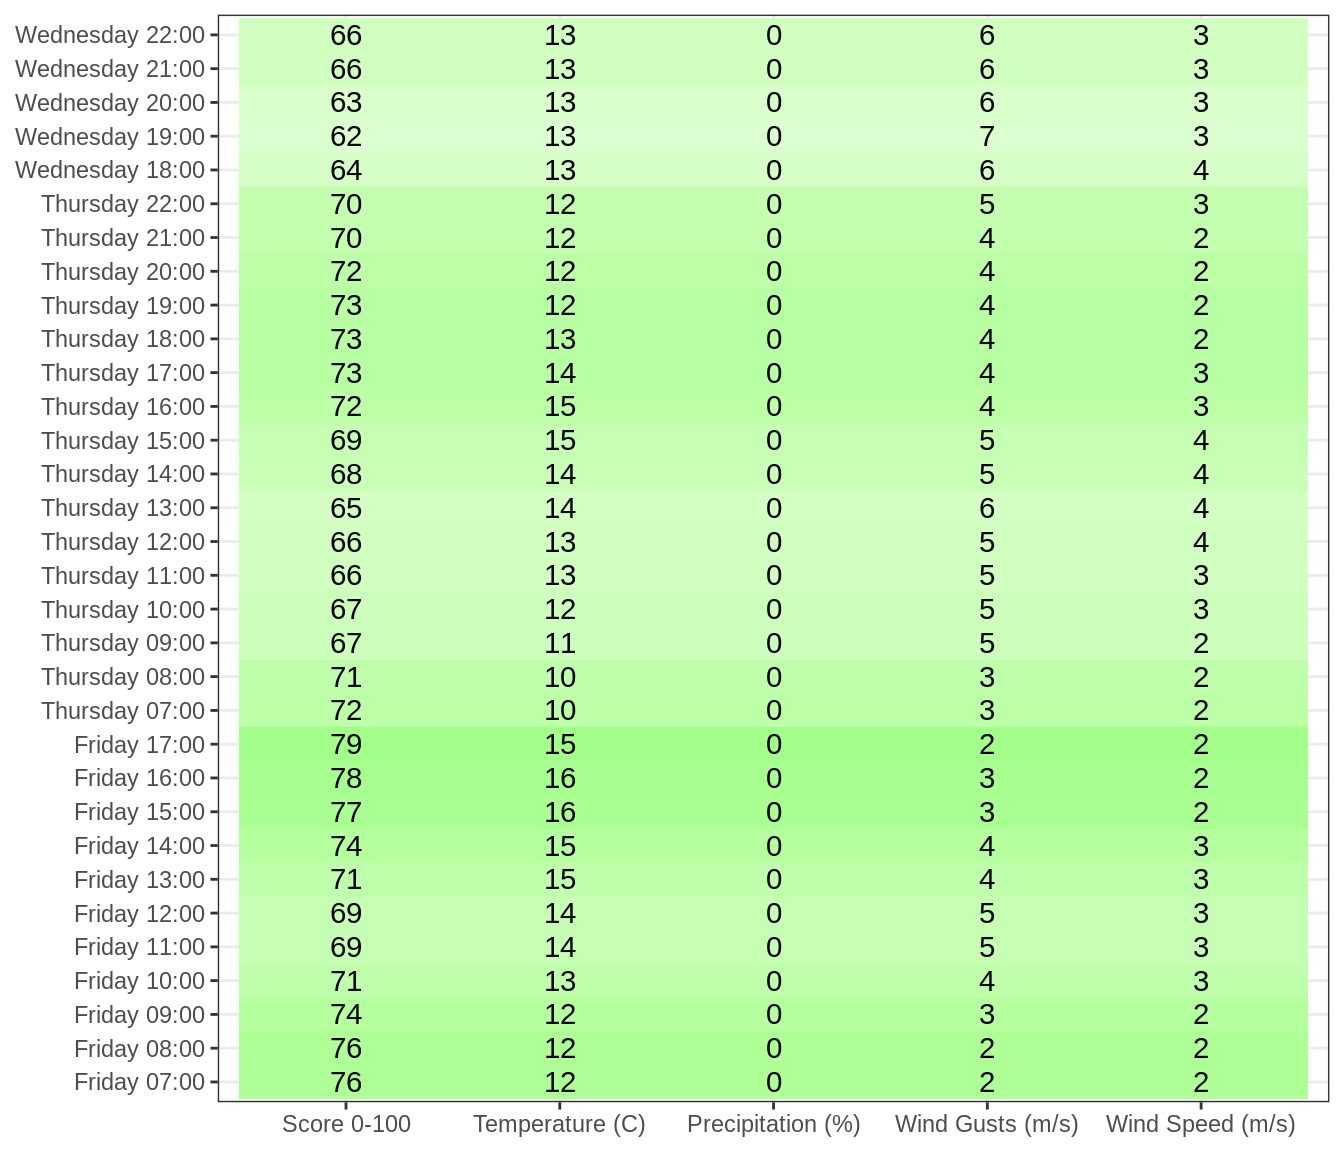 Wednesday 22:00 66 13 0 6 3
Wednesday 21:00 66 13 0 6 3
Wednesday 20:00 63 13 0 6 3
Wednesday 19:00 62 13 0 7 3
Wednesday 18:00 64 13 0 6 4
Thursday 22:00 70 12 0 5 3
Thursday 21:00 70 12 0 4 2
Thursday 20:00 72 12 0 4 2
Thursday 19:00 73 12 0 4 2
Thursday 18:00 73 13 0 4 2
Thursday 17:00 73 14 0 4 3
Thursday 16:00 72 15 0 4 3
Thursday 15:00 69 15 0 5 4
Thursday 14:00 68 14 0 5 4
Thursday 13:00 65 14 0 6 4
Thursday 12:00 66 13 0 5 4
Thursday 11:00 66 13 0 5 3
Thursday 10:00 67 12 0 5 3
Thursday 09:00 67 11 0 5 2
Thursday 08:00 71 10 0 3 2
Thursday 07:00 72 10 0 3 2
Friday 17:00 79 15 0 2 2
Friday 16:00 78 16 0 3 2
Friday 15:00 77 16 0 3 2
Friday 14:00 74 15 0 4 3
Friday 13:00 71 15 0 4 3
Friday 12:00 69 14 0 5 3
Friday 11:00 69 14 0 5 3
Friday 10:00 71 13 0 4 3
Friday 09:00 74 12 0 3 2
Friday 08:00 76 12 0 2 2
Friday 07:00 76 12 0 2 2
Score 0-100 Temperature (C) Precipitation (%) Wind Gusts (m/s) Wind Speed (m/s)